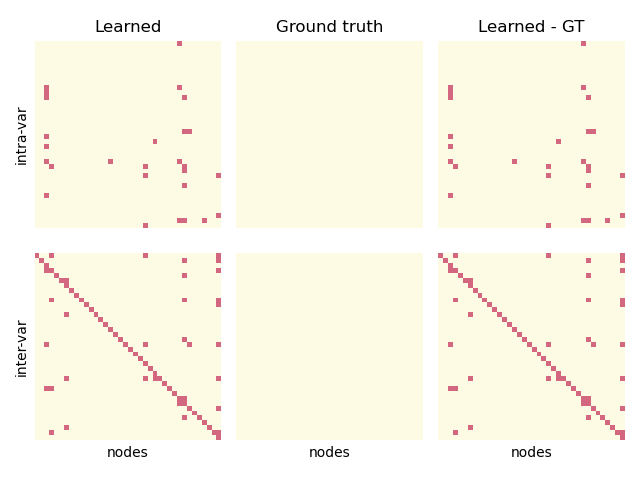 Learned
Ground truth
Learned - GT
intra-var
inter-var
nodes
nodes
nodes